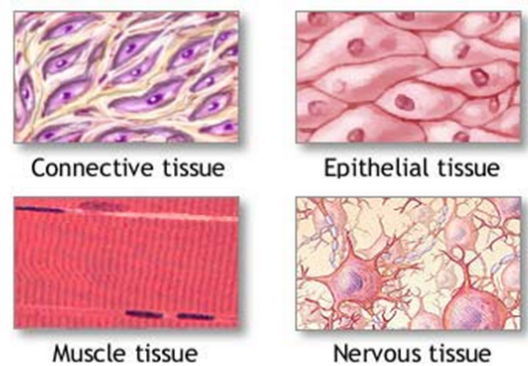 Connective tissue
Epithelial tissue
Muscle tissue
Nervous tissue